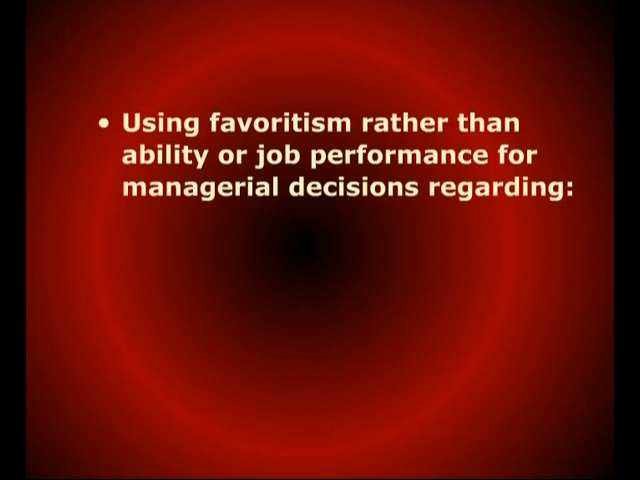 • Using favoritism rather than
ability or job performance for
managerial decisions regarding: